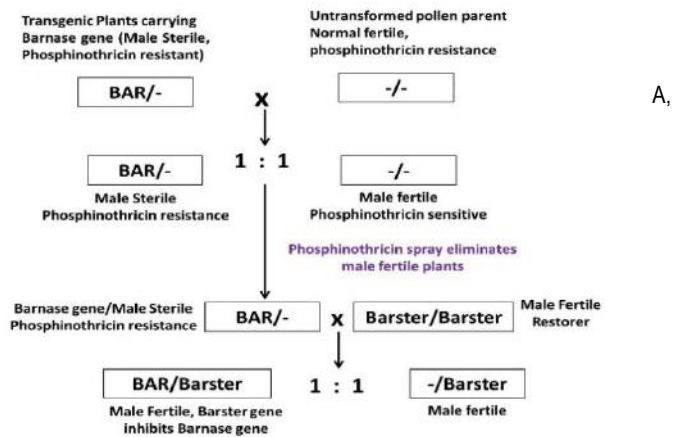 Transgenic Plants carrying
Barnase gene (Male Sterile,
Phosphinothricin resistant)
Untransformed pollen parent
Normal fertile,
phosphinothricin resistance
BAR/-
x
-/-
A,
BAR/-
1 : 1
-/-
Male Sterile
Phosphinothricin resistance
Male fertile
Phosphinothricin sensitive
Phosphinothricin spray eliminates
male fertile plants
Barnase gene/Male Sterile
Phosphinothricin resistance
BAR/-
x
Barster/Barster
Male Fertile
Restorer
BAR/Barster
1 : 1
-/Barster
Male Fertile, Barster gene
inhibits Barnase gene
Male fertile